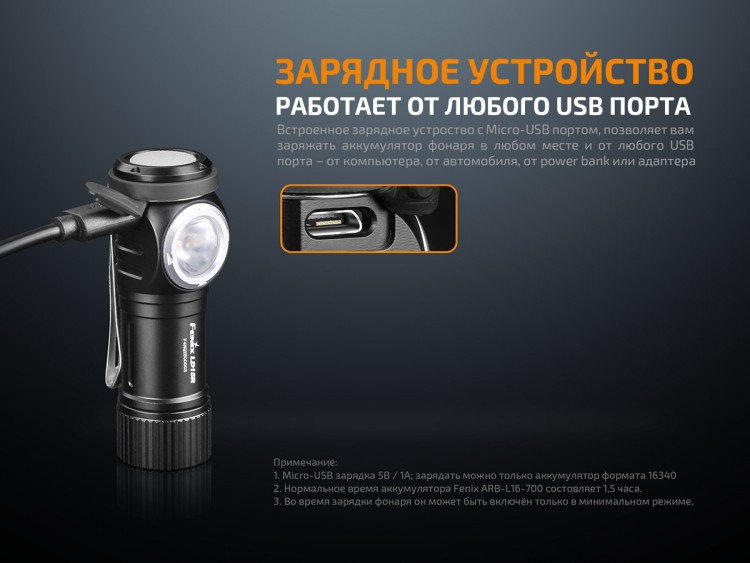 ЗАРЯДНОЕ УСТРОЙСТВО
РАБОТАЕТ ОТ ЛЮБОГО USB ПОРТА
Встроенное зарядное устроство с Micro-USB портом, позволяет вам
заряжать аккумулятор фонаря в любом месте и от любого USB
порта – от компьютера, от автомобиля, от power bank или адаптера
FENIX LD15R
Примечание:
1. Micro-USB зарядка 5В / 1А; зарядать можно только аккумулятор формата 16340
2. Нормальное время аккумулятора Fenix ARB-L16-700 состовляет 1,5 часа.
3. Во время зарядки фонаря он может быть включён только в минимальном режиме.